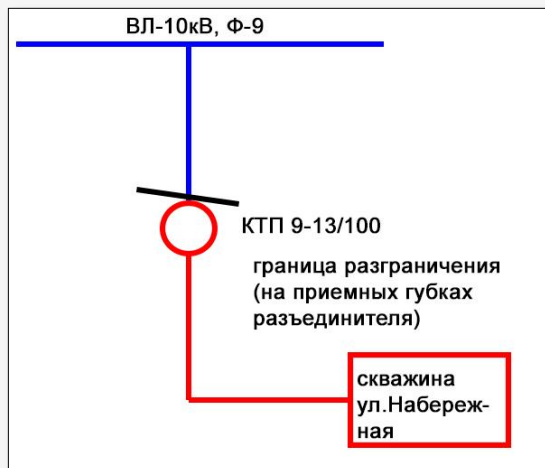 ВЛ-10кВ, Ф-9
КТП 9-13/100
граница разграничения
(на приемных губках
разъединителя)
скважина
ул.Набереж-
ная